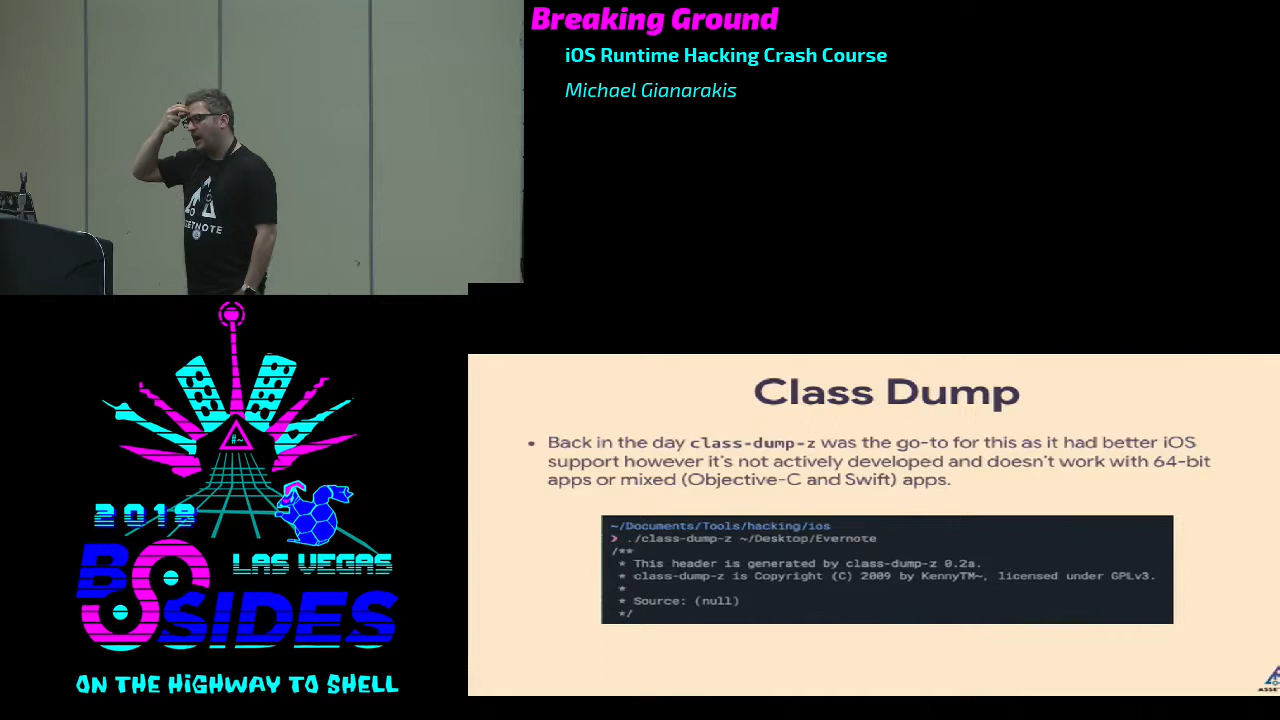 Breaking Ground
iOS Runtime Hacking Crash Course
Michael Gianarakis
#~
2019
BSIDES
LAS VEGAS
ON THE HIGHWAY TO SHELL
Class Dump
• Back in the day class-dump-z was the go-to for this as it had better iOS
support however it's not actively developed and doesn't work with 64-bit
apps or mixed (Objective-C and Swift) apps.
~/Documents/Tools/hacking/ios
❯ ./class-dump-z ~/Desktop/Evernote
/**
* This header is generated by class-dump-z 0.2a.
* class-dump-z is Copyright (C) 2009 by KennyTM~, licensed under GPLv3.
*
* Source: (null)
*/